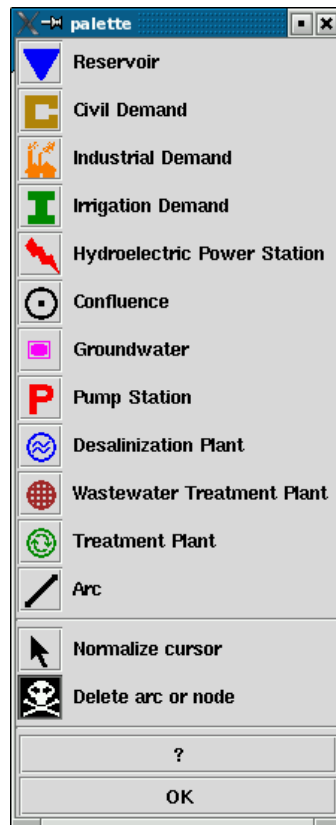 palette
Reservoir
Civil Demand
Industrial Demand
Irrigation Demand
Hydroelectric Power Station
Confluence
Groundwater
P Pump Station
Desalinization Plant
Wastewater Treatment Plant
Treatment Plant
Arc
Normalize cursor
Delete arc or node
?
OK